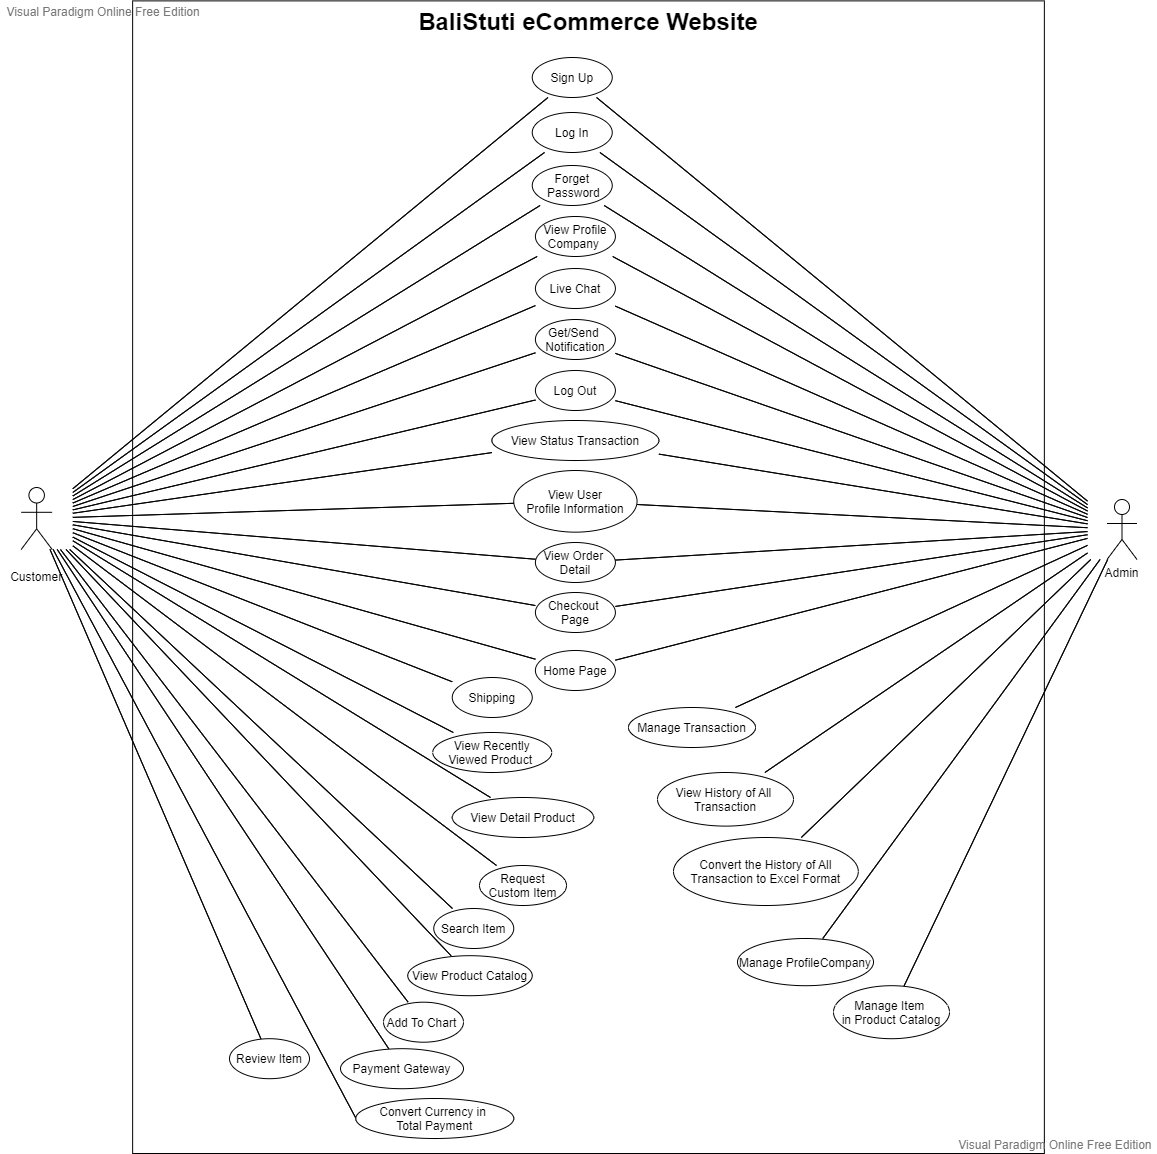 Visual Paradigm Online Free Edition
BaliStuti eCommerce Website
Sign Up
Log In
Forget
Password
View Profile
Company
Live Chat
Get/Send
Notification
Log Out
View Status Transaction
View User
Profile Information
Customer
Admin
View Order
Detail
Checkout
Page
Home Page
Shipping
Manage Transaction
View Recently
Viewed Product
View History of All
Transaction
View Detail Product
Convert the History of All
Transaction to Excel Format
Request
Custom Item
Search Item
Manage ProfileCompany
View Product Catalog
Manage Item
in Product Catalog
Add To Chart
Review Item
Payment Gateway
Convert Currency in
Total Payment
Visual Paradigm Online Free Edition